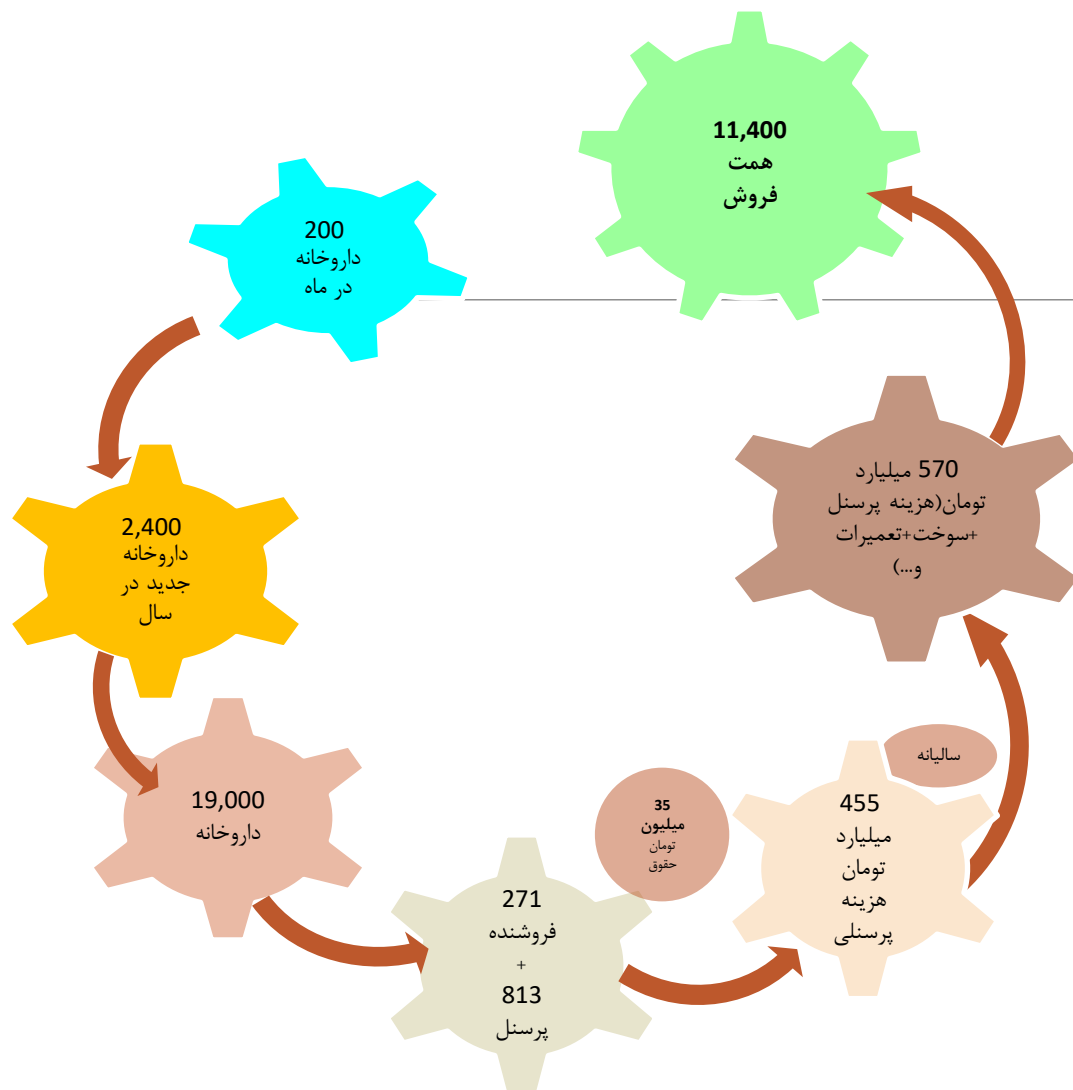 200
داروخانه
در ماه
2,400
داروخانه
جدید در
سال
19,000
داروخانه
271
فروشنده
+
813
پرسنل
35
میلیون
تومان
حقوق
455
میلیارد
تومان
هزینه
پرسنلی
سالیانه
570 میلیارد
تومان(هزینه پرسنل
+سوخت+تعمیرات
و...)
11,400
همت
فروش